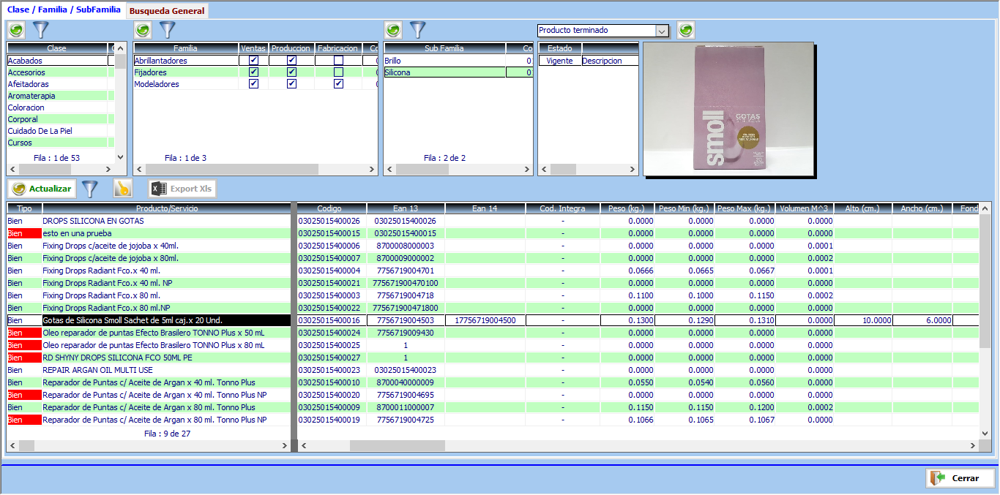 Clase / Familia / SubFamilia Busqueda General
Producto terminado
Clase
Acabados
Accesorios
Afeitadoras
Aromaterapia
Coloracion
Corporal
Cuidado De La Piel
Cursos
Fila : 1 de 53
Familia Ventas Produccion Fabricacion Co
Abrillantadores
Fijadores
Modeladores
Fila : 1 de 3
Sub Familia Co
Brillo 0
Silicona 0
Fila : 2 de 2
Estado
Vigente Descripcion
smoll
GOTAS
Actualizar Export Xls
Tipo Producto/Servicio Codigo Ean 13 Ean 14 Cod. Integra Peso (kg.) Peso Min (kg.) Peso Max (kg.) Volumen M^3 Alto (cm.) Ancho (cm.) Fond
Bien DROPS SILICONA EN GOTAS 03025015400026 03025015400026 - 0.0000 0.0000 0.0000 0.0000
Bien esto en una prueba 03025015400015 03025015400015 - 0.0000 0.0000 0.0000 0.0000
Bien Fixing Drops c/aceite de jojoba x 40ml. 03025015400006 8700008000003 - 0.0000 0.0000 0.0000 0.0001
Bien Fixing Drops c/aceite de jojoba x 80ml. 03025015400007 8700009000002 - 0.0000 0.0000 0.0000 0.0002
Bien Fixing Drops Radiant Fco.x 40 ml. 03025015400004 7756719004701 - 0.0666 0.0665 0.0667 0.0001
Bien Fixing Drops Radiant Fco.x 40 ml. NP 03025015400021 775671900470100 - 0.0000 0.0000 0.0000 0.0000
Bien Fixing Drops Radiant Fco.x 80 ml. 03025015400003 7756719004718 - 0.1100 0.1000 0.1150 0.0002
Bien Fixing Drops Radiant Fco.x 80 ml.NP 03025015400022 775671900471800 - 0.0000 0.0000 0.0000 0.0000
Bien Gotas de Silicona Smoll Sachet de 5ml caj.x 20 Und. 03025015400016 7756719004503 17756719004500 - 0.1300 0.1290 0.1310 0.0000 10.0000 6.0000
Bien Oleo reparador de puntas Efecto Brasilero TONNO Plus x 50 mL 03025015400024 7756719009430 - 0.0000 0.0000 0.0000 0.0000
Bien Oleo reparador de puntas Efecto Brasilero TONNO Plus x 80 mL 03025015400025 1 - 0.0000 0.0000 0.0000 0.0000
Bien RD SHYNY DROPS SILICONA FCO 50ML PE 03025015400027 1 - 0.0000 0.0000 0.0000 0.0000
Bien REPAIR ARGAN OIL MULTI USE 03025015400023 03025015400023 - 0.0000 0.0000 0.0000 0.0000
Bien Reparador de Puntas c/ Aceite de Argan x 40 ml. Tonno Plus 03025015400010 8700040000009 - 0.0550 0.0540 0.0560 0.0000
Bien Reparador de Puntas c/ Aceite de Argan x 40 ml. Tonno Plus NP 03025015400020 7756719004695 - 0.0000 0.0000 0.0000 0.0000
Bien Reparador de Puntas c/ Aceite de Argan x 80 ml. Tonno Plus 03025015400009 8700011000007 - 0.1150 0.1150 0.1200 0.0002
Bien Reparador de Puntas c/ Aceite de Argan x 80 ml. Tonno Plus NP 03025015400019 7756719004725 - 0.1066 0.1065 0.1067 0.0000
Fila : 9 de 27
Cerrar